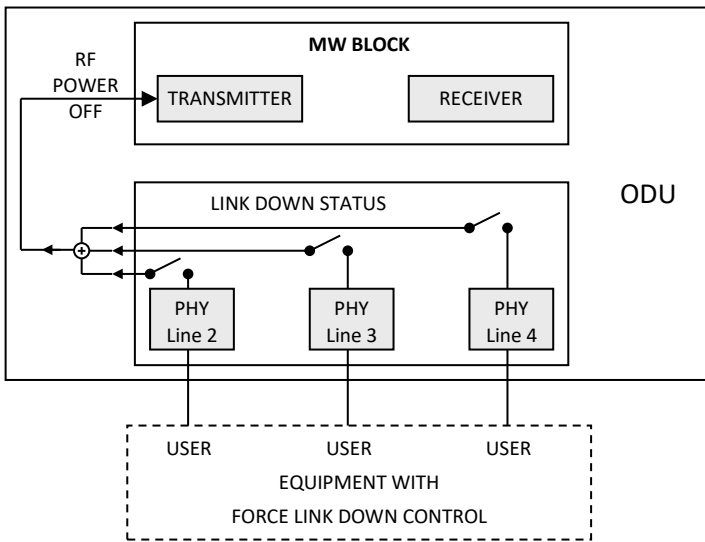 MW BLOCK
RF
POWER
OFF
TRANSMITTER
RECEIVER
ODU
LINK DOWN STATUS
PHY
Line 2
PHY
Line 3
PHY
Line 4
USER
USER
USER
EQUIPMENT WITH
FORCE LINK DOWN CONTROL